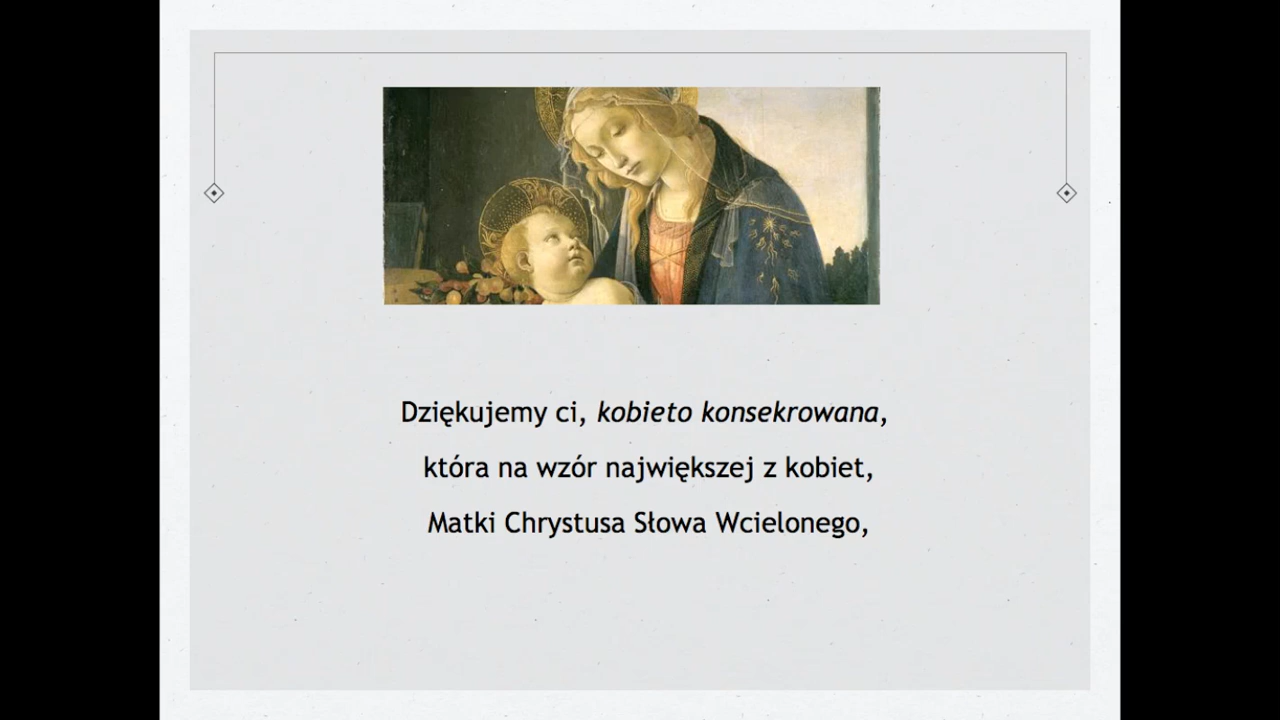 Dziękujemy ci, kobieto konsekrowana,
która na wzór największej z kobiet,
Matki Chrystusa Słowa Wcielonego,